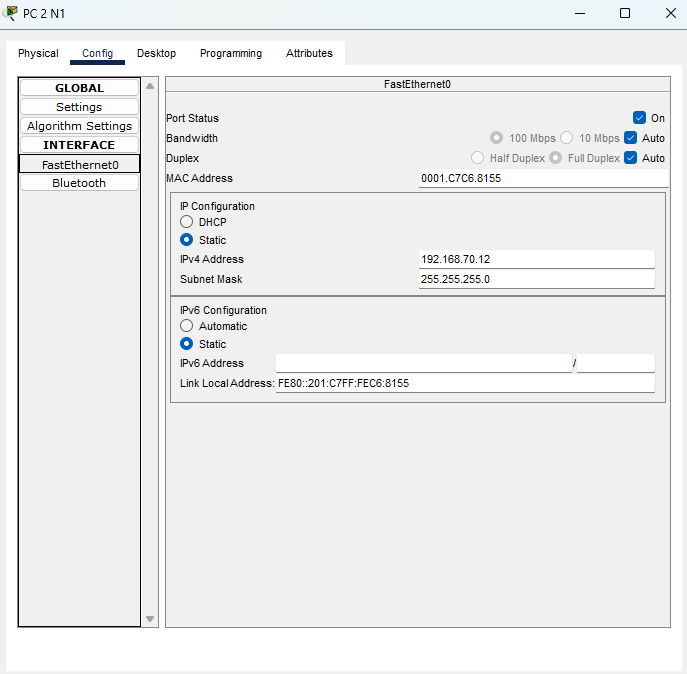 PC 2 N1
Physical Config Desktop Programming Attributes
GLOBAL
Settings
Algorithm Settings
INTERFACE
FastEthernet0
Bluetooth
FastEthernet0
Port Status On
Bandwidth 100 Mbps 10 Mbps Auto
Duplex Half Duplex Full Duplex Auto
MAC Address 0001.C7C6.8155
IP Configuration
DHCP
Static
IPv4 Address 192.168.70.12
Subnet Mask 255.255.255.0
IPv6 Configuration
Automatic
Static
IPv6 Address /
Link Local Address: FE80::201:C7FF:FEC6:8155